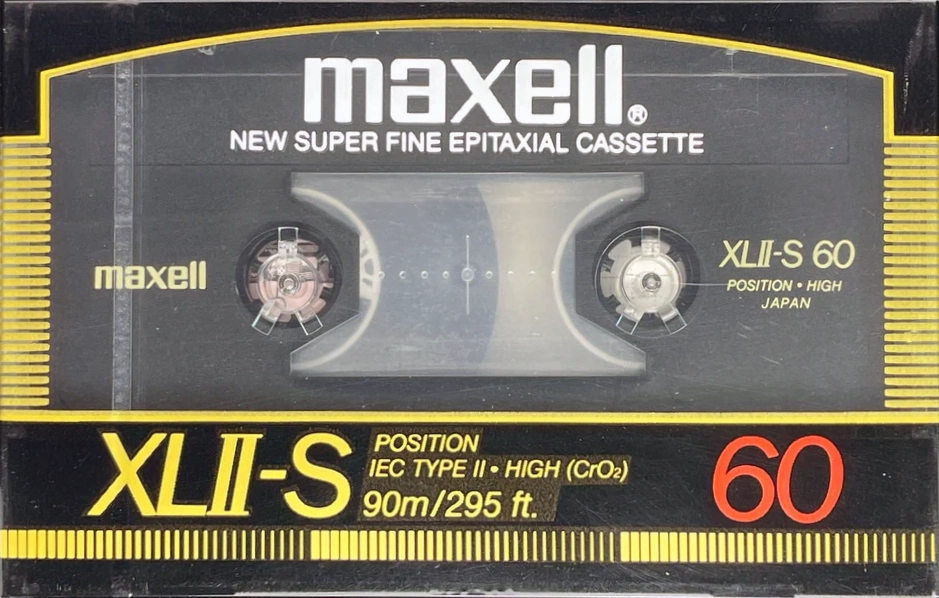 maxell®
NEW SUPER FINE EPITAXIAL CASSETTE
maxell
XLII-S 60
POSITION • HIGH
JAPAN
XLII-S
POSITION
IEC TYPE II • HIGH (CrO₂)
90m/295 ft.
60